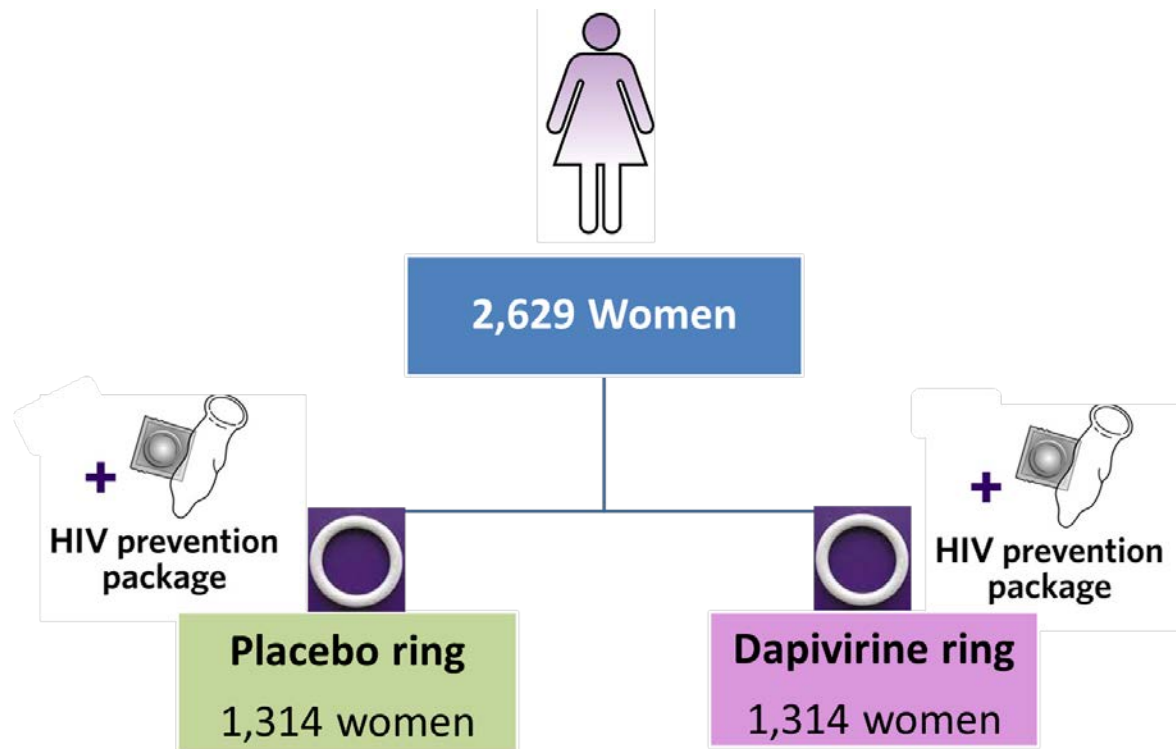 2,629 Women
+
HIV prevention
package
+
HIV prevention
package
Placebo ring
1,314 women
Dapivirine ring
1,314 women